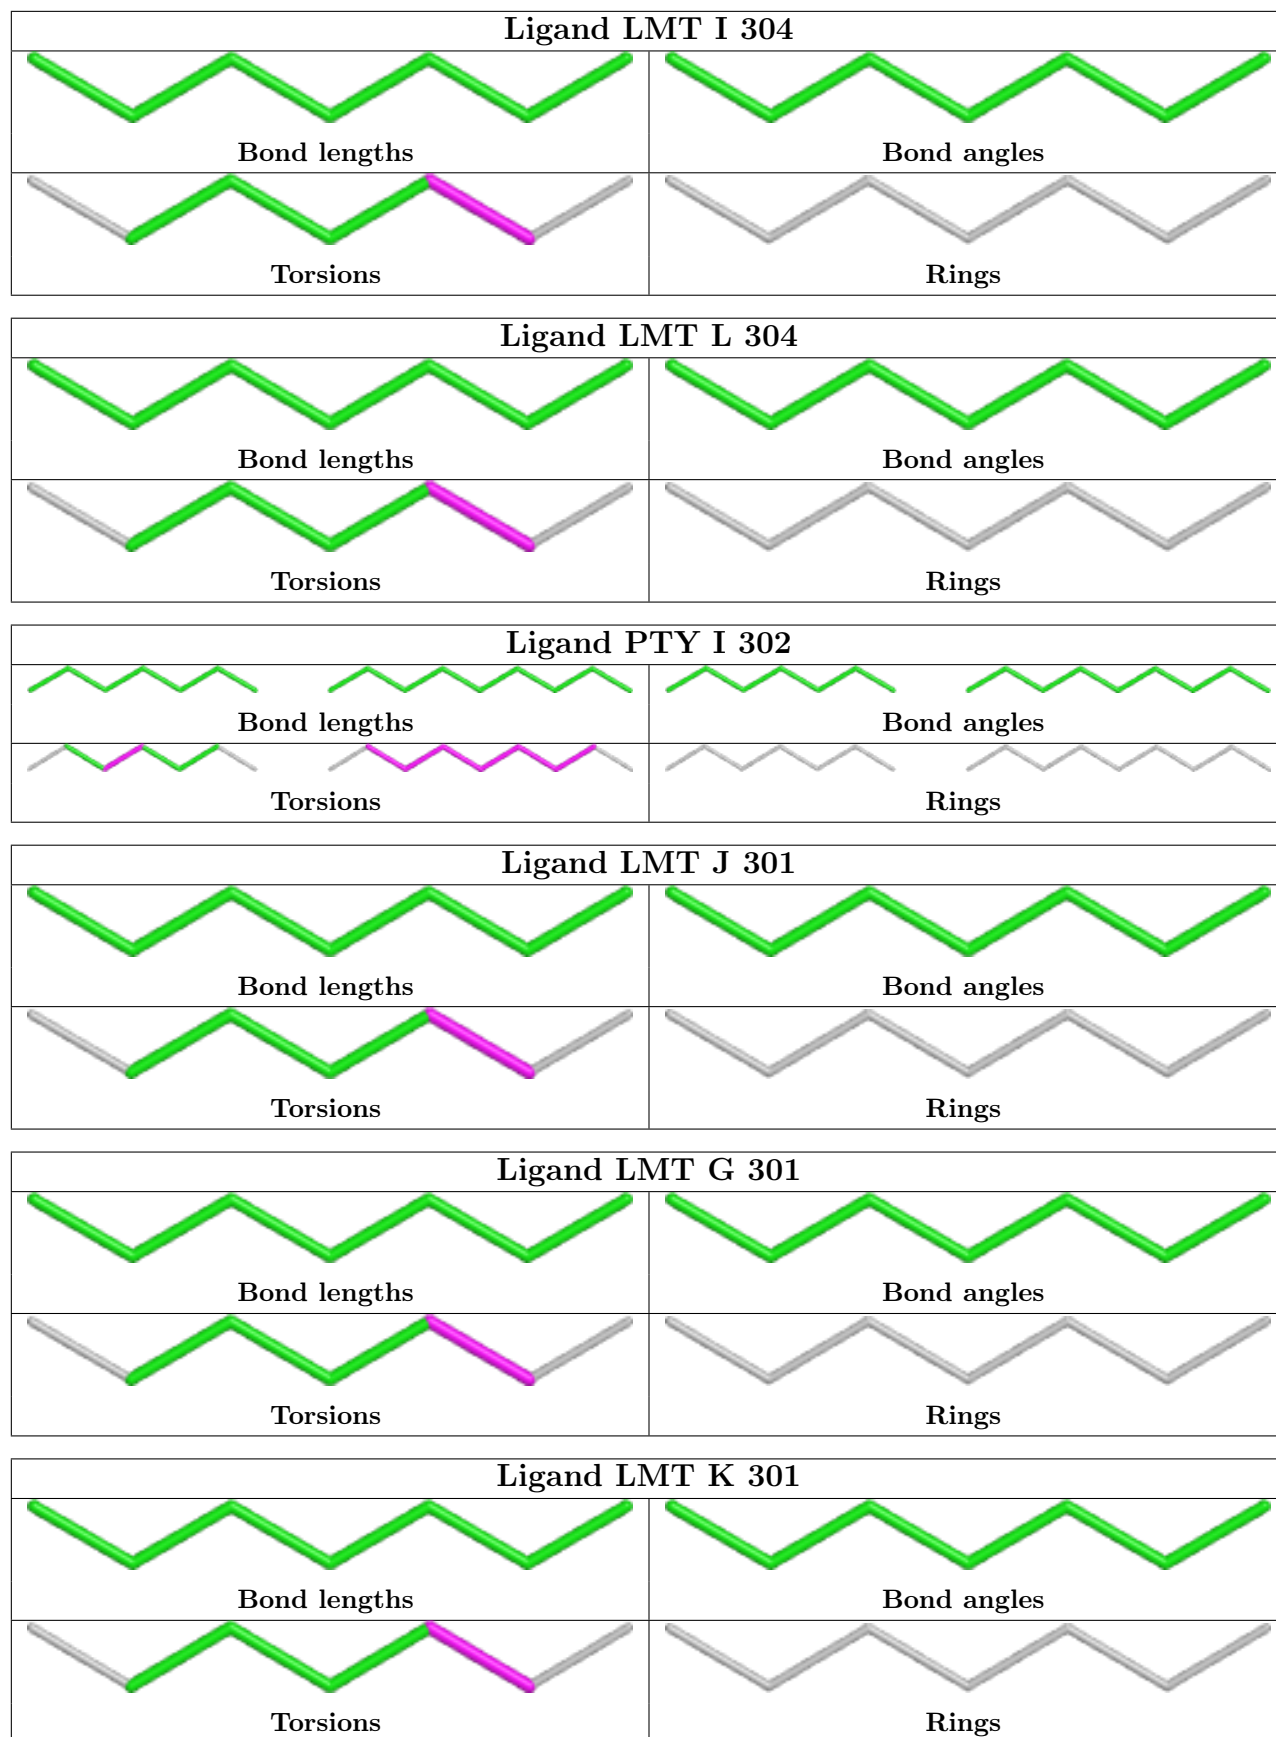 Ligand LMT I 304
Bond lengths Bond angles
Torsions Rings
Ligand LMT L 304
Bond lengths Bond angles
Torsions Rings
Ligand PTY I 302
Bond lengths Bond angles
Torsions Rings
Ligand LMT J 301
Bond lengths Bond angles
Torsions Rings
Ligand LMT G 301
Bond lengths Bond angles
Torsions Rings
Ligand LMT K 301
Bond lengths Bond angles
Torsions Rings